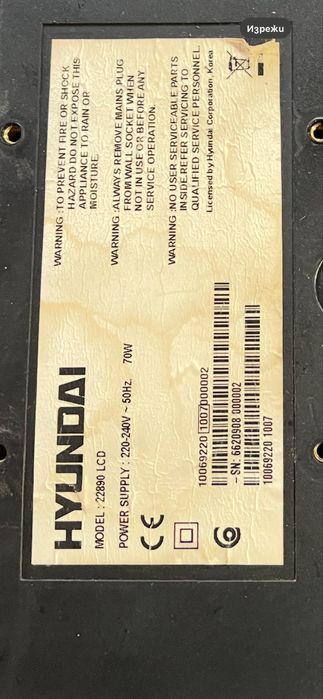 Изрежи
HYUNDAI
MODEL : 22890 LCD
POWER SUPPLY : 220-240V ~ 50Hz. 70W
CE
WARNING :TO PREVENT FIRE OR SHOCK
HAZARD DO NOT EXPOSE THIS
APPLIANCE TO RAIN OR
MOISTURE.
WARNING :ALWAYS REMOVE MAINS PLUG
FROM WALL SOCKET WHEN
NOT IN USE OR BEFORE ANY
SERVICE OPERATION.
WARNING :NO USER SERVICEABLE PARTS
INSIDE.REFER SERVICING TO
QUALIFIED SERVICE PERSONNEL.
Licensed by Hyundai Corporation, Korea
10069220 1007000002
-SN: 6620908 000002
10069220 1007